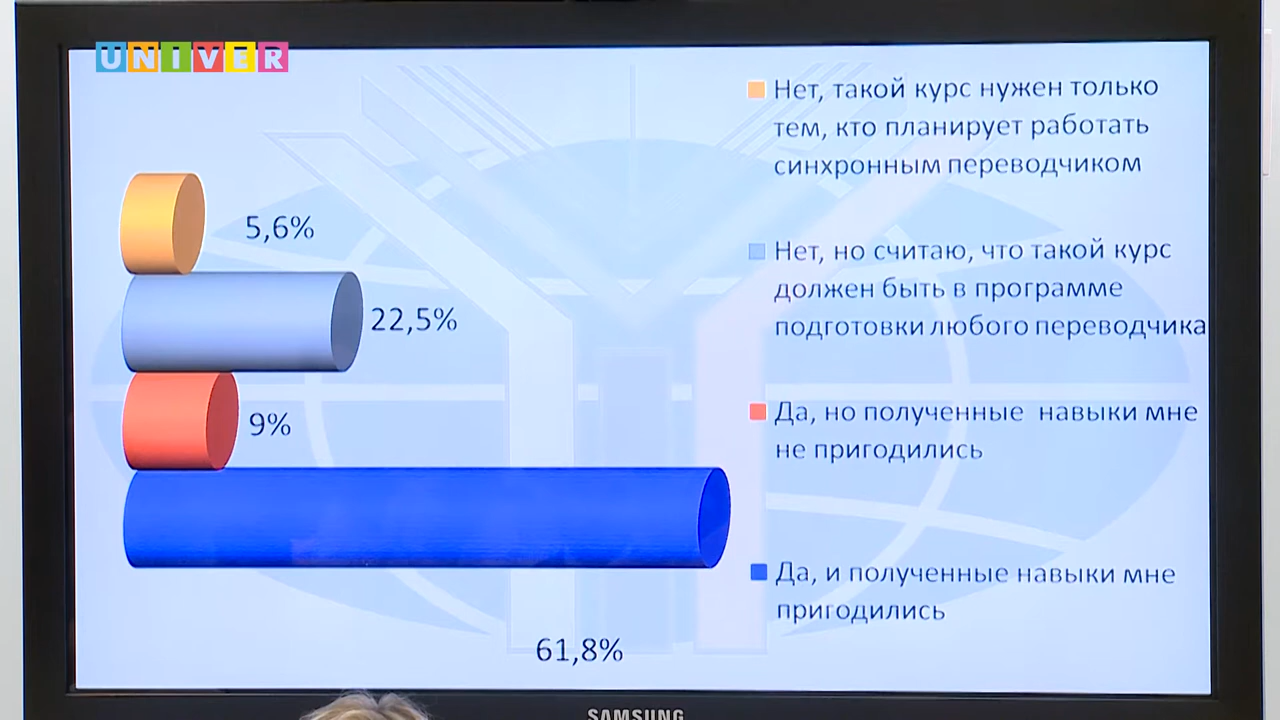 UNIVER
5,6%
22,5%
9%
61,8%
Нет, такой курс нужен только
тем, кто планирует работать
синхронным переводчиком
Нет, но считаю, что такой курс
должен быть в программе
подготовки любого переводчика
Да, но полученные навыки мне
не пригодились
Да, и полученные навыки мне
пригодились
SAMSUNG